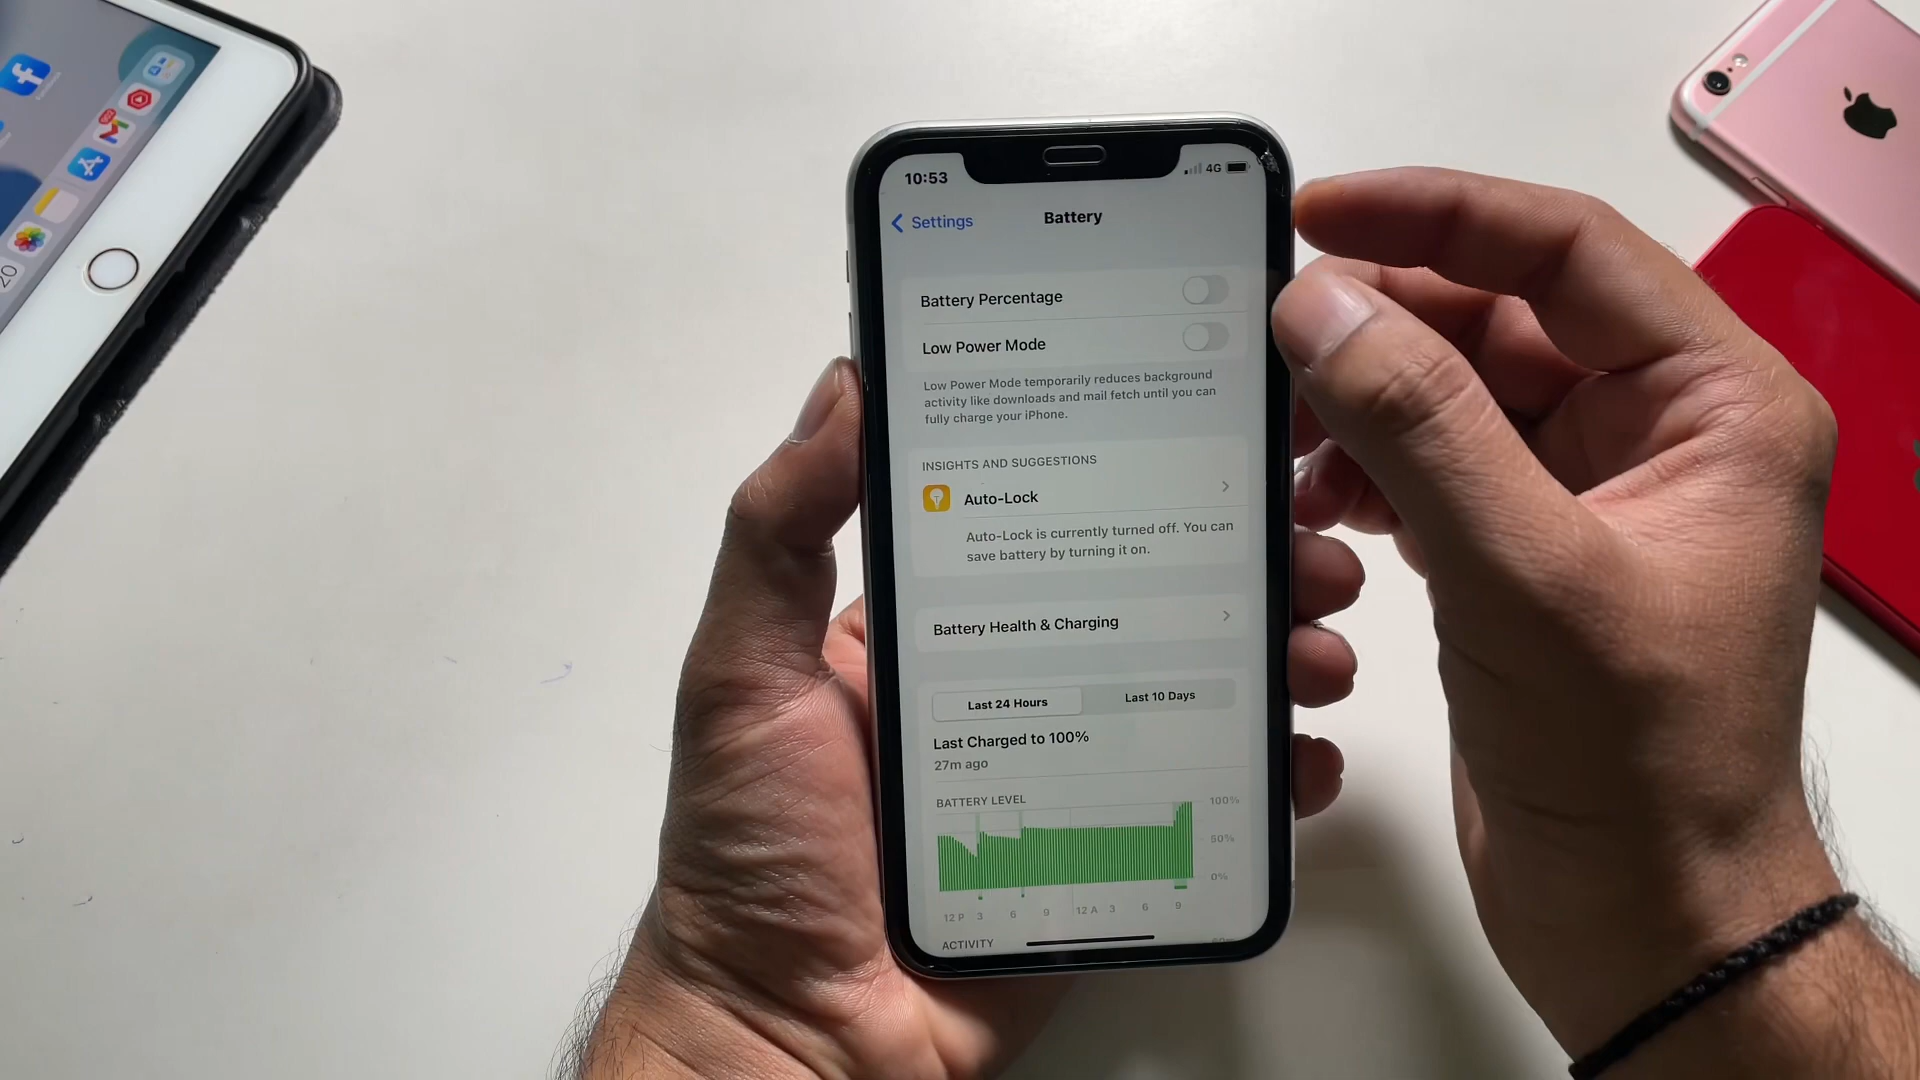 10:53
4G
Settings
Battery
Battery Percentage
Low Power Mode
Low Power Mode temporarily reduces background
activity like downloads and mail fetch until you can
fully charge your iPhone.
INSIGHTS AND SUGGESTIONS
Auto-Lock
Auto-Lock is currently turned off. You can
save battery by turning it on.
Battery Health & Charging
Last 24 Hours
Last 10 Days
Last Charged to 100%
27m ago
BATTERY LEVEL
100%
50%
0%
12 P 3 6 9 12 A 3 6 9
ACTIVITY
20